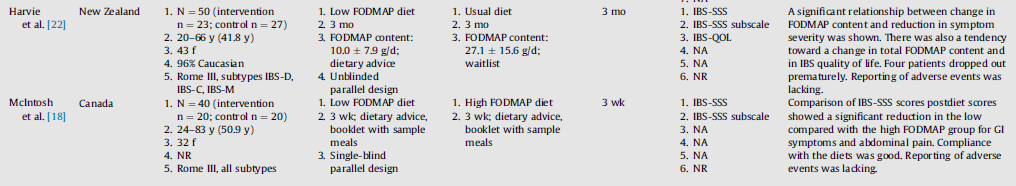 7. NA
Harvie
et al. [22]
New Zealand
1. N = 50 (intervention
n = 23; control n = 27)
2. 20–66 y (41.8 y)
3. 43 f
4. 96% Caucasian
5. Rome III, subtypes IBS-D,
IBS-C, IBS-M
1. Low FODMAP diet
2. 3 mo
3. FODMAP content:
10.0 ± 7.9 g/d;
dietary advice
4. Unblinded
parallel design
1. Usual diet
2. 3 mo
3. FODMAP content:
27.1 ± 15.6 g/d;
waitlist
3 mo
1. IBS-SSS
2. IBS-SSS subscale
3. IBS-QOL
4. NA
5. NA
6. NR
A significant relationship between change in
FODMAP content and reduction in symptom
severity was shown. There was also a tendency
toward a change in total FODMAP content and
in IBS quality of life. Four patients dropped out
prematurely. Reporting of adverse events was
lacking.
McIntosh
et al. [18]
Canada
1. N = 40 (intervention
n = 20; control n = 20)
2. 24–83 y (50.9 y)
3. 32 f
4. NR
5. Rome III, all subtypes
1. Low FODMAP diet
2. 3 wk; dietary advice,
booklet with sample
meals
3. Single-blind
parallel design
1. High FODMAP diet
2. 3 wk; dietary advice,
booklet with sample
meals
3 wk
1. IBS-SSS
2. IBS-SSS subscale
3. NA
4. NA
5. NA
6. NR
Comparison of IBS-SSS scores postdiet scores
showed a significant reduction in the low
compared with the high FODMAP group for GI
symptoms and abdominal pain. Compliance
with the diets was good. Reporting of adverse
events was lacking.